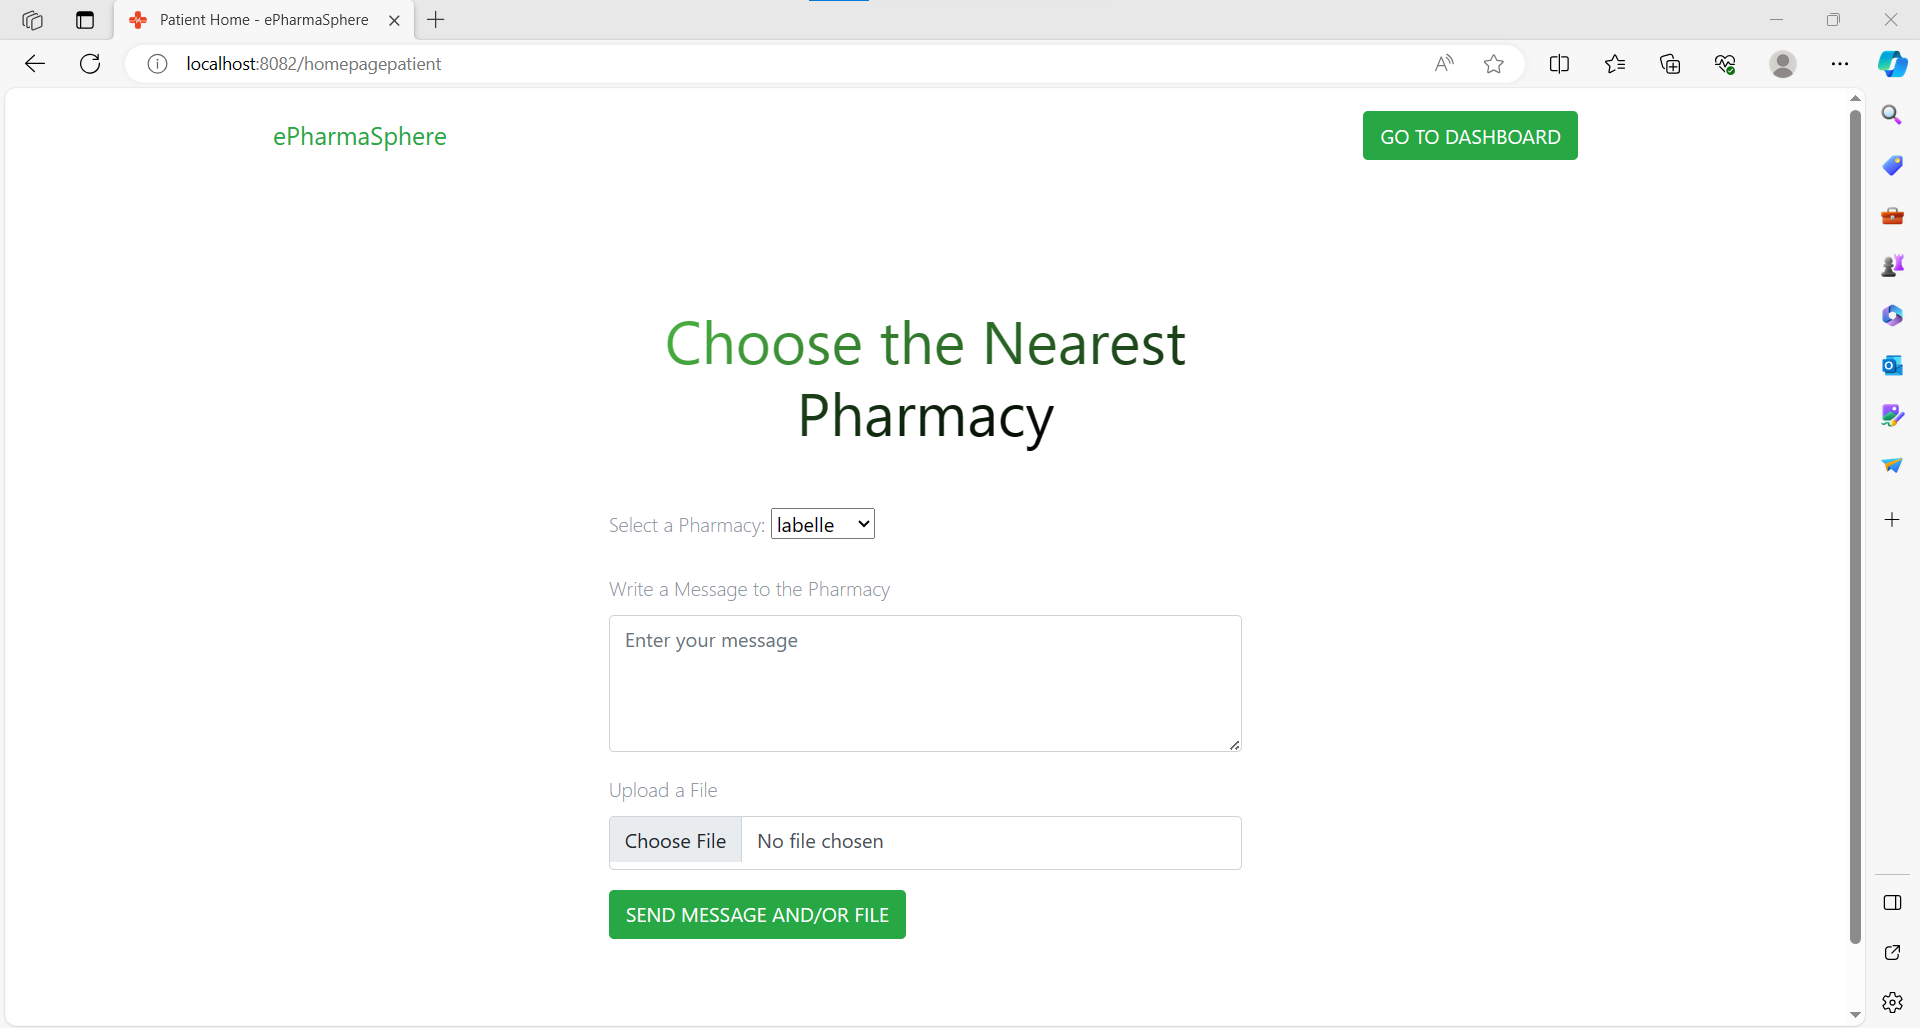 Patient Home - ePharmaSphere
localhost:8082/homepagepatient
ePharmaSphere
GO TO DASHBOARD
Choose the Nearest
Pharmacy
Select a Pharmacy: labelle
Write a Message to the Pharmacy
Enter your message
Upload a File
Choose File No file chosen
SEND MESSAGE AND/OR FILE